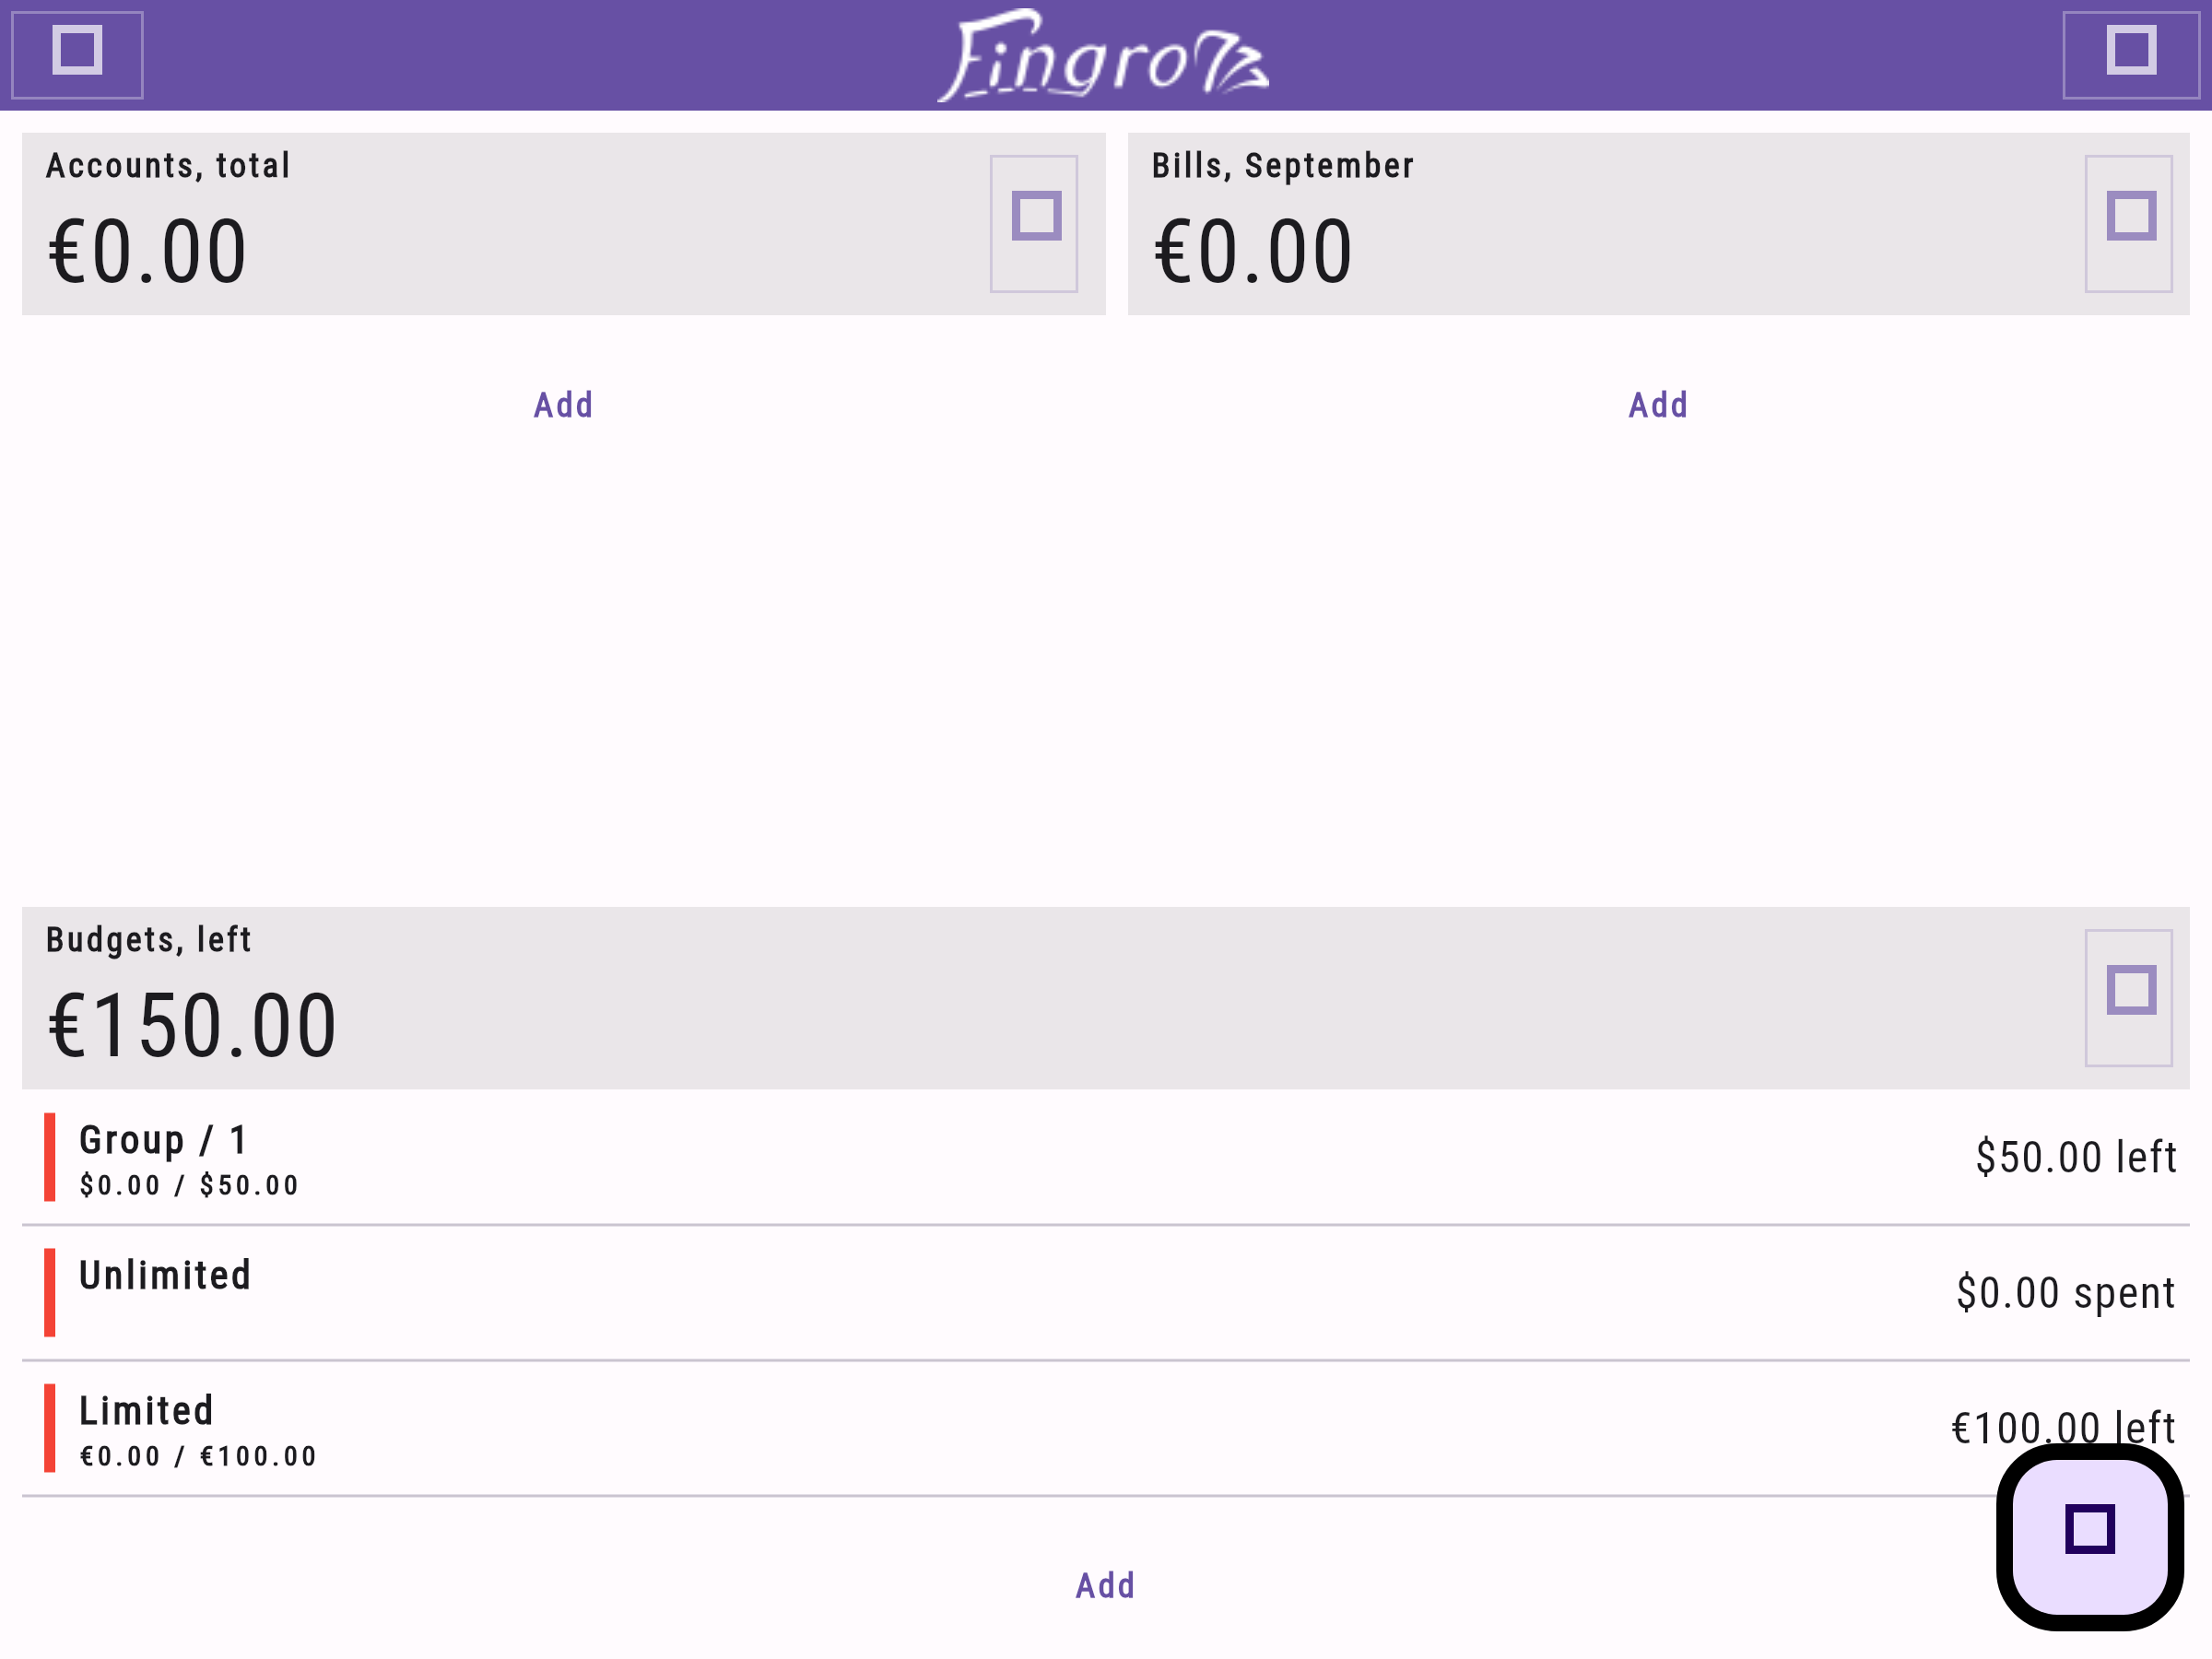 Fingrom
Accounts, total
€0.00
Bills, September
€0.00
Add
Add
Budgets, left
€150.00
Group / 1
$0.00 / $50.00
$50.00 left
Unlimited
$0.00 spent
Limited
€0.00 / €100.00
€100.00 left
Add